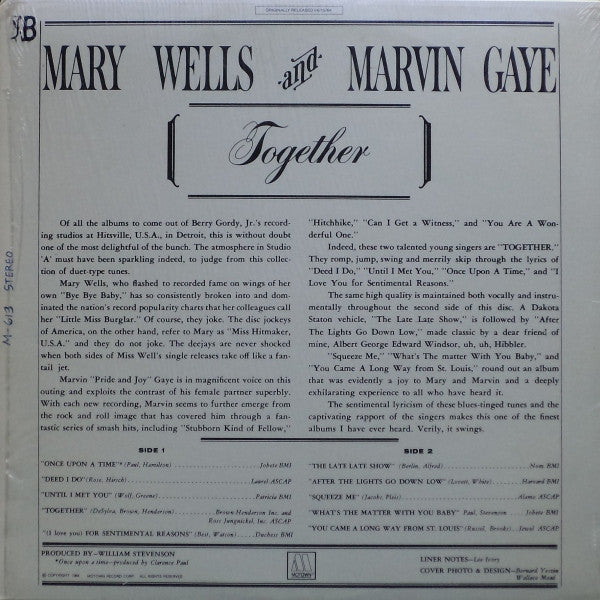 ORIGINALLY RELEASED
B
MARY WELLS and MARVIN GAYE
Together
Of all the albums to come out of Berry Gordy, Jr.'s record-
ing studios at Hitsville, U.S.A., in Detroit, this is without doubt
one of the most delightful of the bunch. The atmosphere in Studio
'A' must have been sparkling indeed, to judge from this collec-
tion of duet-type tunes.
Mary Wells, who flashed to recorded fame on wings of her
own "Bye Bye Baby," has so consistently broken into and dom-
inated the nation's record popularity charts that her colleagues call
her "Little Miss Burglar." Of course, they joke. The disc jockeys
of America, on the other hand, refer to Mary as "Miss Hitmaker,
U.S.A." and they do not joke. The deejays are never shocked
when both sides of Miss Well's single releases take off like a fan-
tail jet.
Marvin "Pride and Joy" Gaye is in magnificent voice on this
outing and exploits the contrast of his female partner superbly.
With each new recording, Marvin seems to further emerge from
the rock and roll image that has covered him through a fan-
tastic series of smash hits, including "Stubborn Kind of Fellow,"
"Hitchhike," "Can I Get a Witness," and "You Are A Won-
derful One."
Indeed, these two talented young singers are "TOGETHER."
They romp, jump, swing and merrily skip through the lyrics of
"Deed I Do," "Until I Met You," "Once Upon A Time," and "I
Love You for Sentimental Reasons."
The same high quality is maintained both vocally and instru-
mentally throughout the second side of this disc. A Dakota
Staton vehicle, "The Late Late Show," is followed by "After
The Lights Go Down Low," made classic by a dear friend of
mine, Albert George Edward Windsor, uh, uh, Hibbler.
"Squeeze Me," "What's The matter With You Baby," and
"You Came A Long Way from St. Louis," round out an album
that was evidently a joy to Mary and Marvin and a deeply
exhilarating experience to all who have heard it.
The sentimental lyricism of these blues-tinged tunes and the
captivating rapport of the singers makes this one of the finest
albums I have ever heard. Verily, it swings.
M-613 STEREO
SIDE 1
"ONCE UPON A TIME"* (Paul, Hamilton) Jobete BMI
"DEED I DO" (Rose, Hirsch) Laurel ASCAP
"UNTIL I MET YOU" (Wolf, Greene) Patricia BMI
"TOGETHER" (DeSylva, Brown, Henderson) Brown-Henderson Inc. and
Ross Jungnickel, Inc. ASCAP
"(I love you) FOR SENTIMENTAL REASONS" (Best, Watson) Duchess BMI
SIDE 2
"THE LATE LATE SHOW" (Berlin, Alfred) Nom BMI
"AFTER THE LIGHTS GO DOWN LOW" (Lovett, White) Harvard BMI
"SQUEEZE ME" (Jacobs, Plais) Alamo ASCAP
"WHAT'S THE MATTER WITH YOU BABY" Paul, Stevenson Jobete BMI
"YOU CAME A LONG WAY FROM ST. LOUIS" (Russel, Brooks) Jewel ASCAP
PRODUCED BY—WILLIAM STEVENSON
*Once upon a time—produced by Clarence Paul
© COPYRIGHT 1964 MOTOWN RECORD CORP. ALL RIGHTS RESERVED
M
MOTOWN
LINER NOTES—Lee Ivory
COVER PHOTO & DESIGN—Bernard Yeszin
Wallace Mead